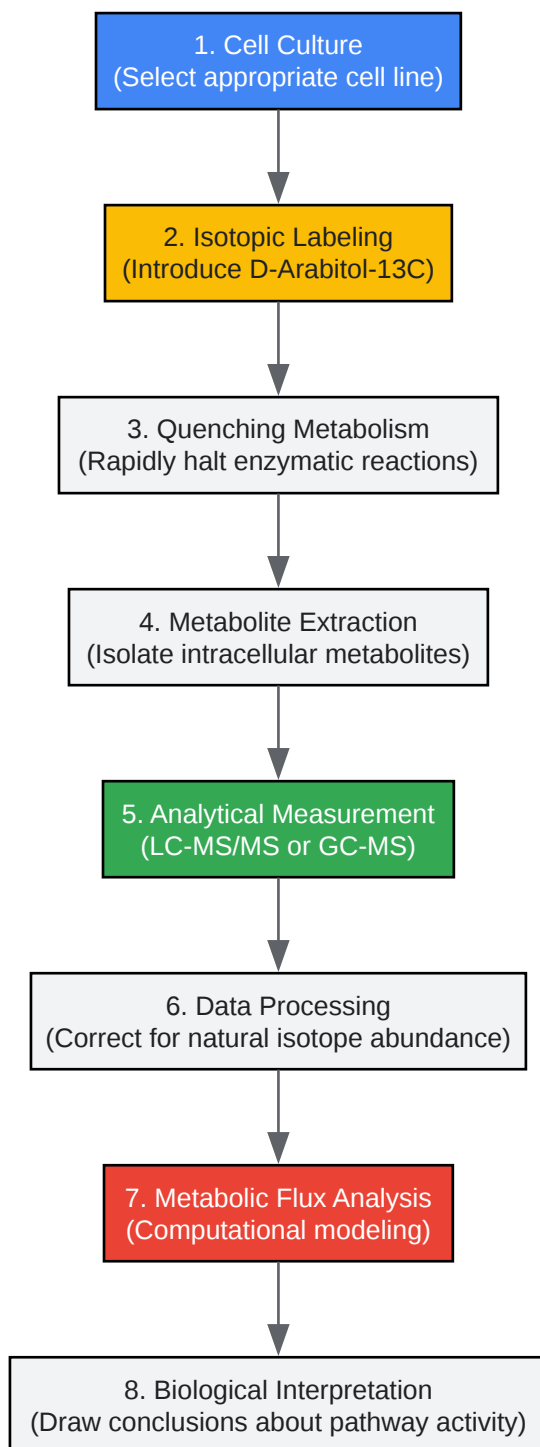 1. Cell Culture
(Select appropriate cell line)
2. Isotopic Labeling
(Introduce D-Arabitol-13C)
3. Quenching Metabolism
(Rapidly halt enzymatic reactions)
4. Metabolite Extraction
(Isolate intracellular metabolites)
5. Analytical Measurement
(LC-MS/MS or GC-MS)
6. Data Processing
(Correct for natural isotope abundance)
7. Metabolic Flux Analysis
(Computational modeling)
8. Biological Interpretation
(Draw conclusions about pathway activity)